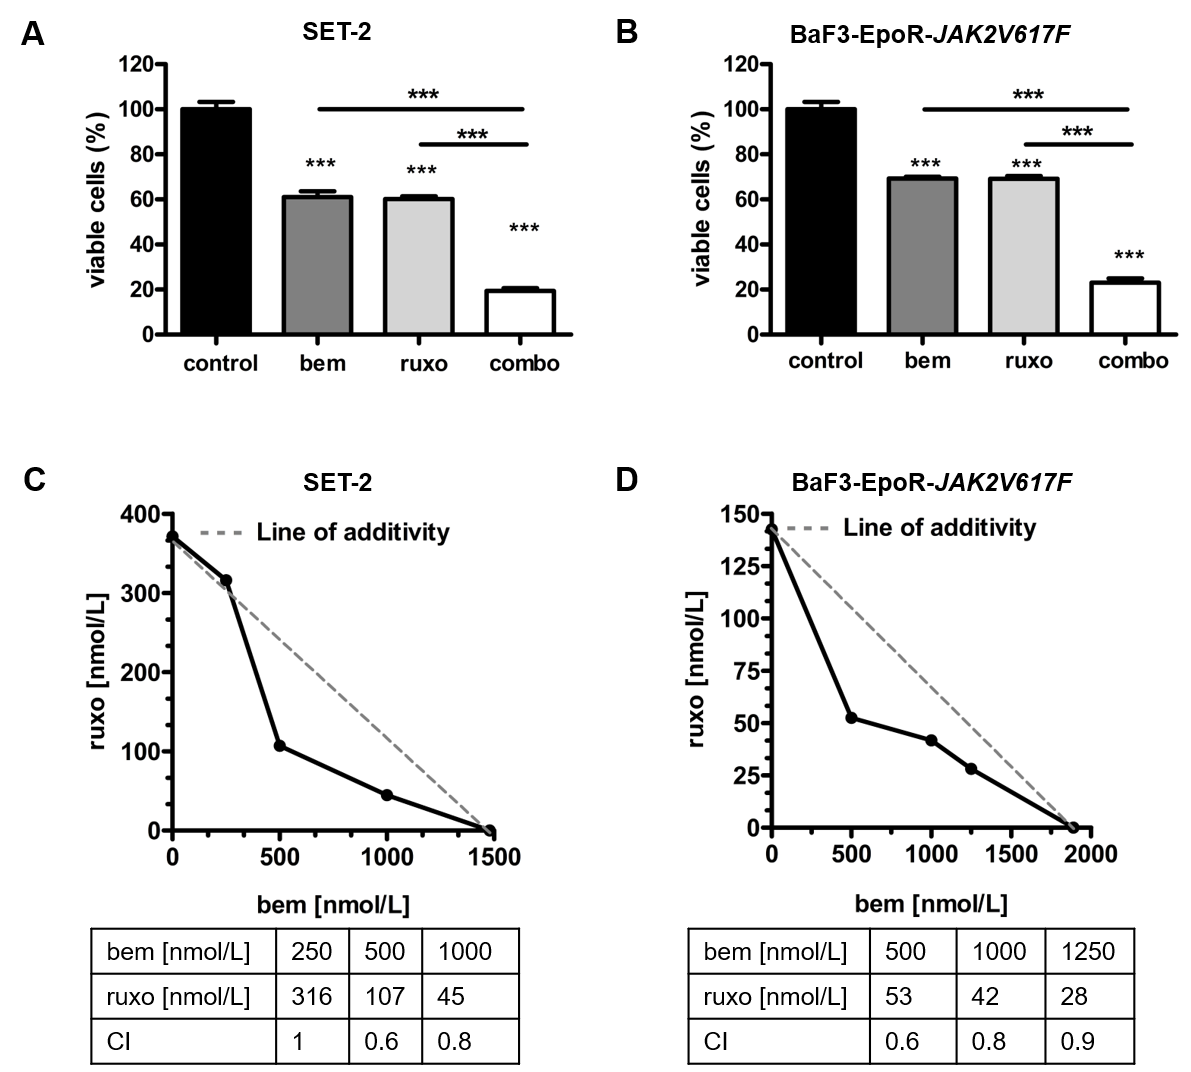 A
SET-2
120
100
80
60
40
20
0
viable cells (%)
***
***
***
***
***
control bem ruxo combo
B
BaF3-EpoR-JAK2V617F
120
100
80
60
40
20
0
viable cells (%)
***
***
***
***
***
control bem ruxo combo
C
SET-2
Line of additivity
400
300
200
100
0
ruxo [nmol/L]
0 500 1000 1500
bem [nmol/L]
bem [nmol/L] 250 500 1000
ruxo [nmol/L] 316 107 45
CI 1 0.6 0.8
D
BaF3-EpoR-JAK2V617F
Line of additivity
150
125
100
75
50
25
0
ruxo [nmol/L]
0 500 1000 1500 2000
bem [nmol/L]
bem [nmol/L] 500 1000 1250
ruxo [nmol/L] 53 42 28
CI 0.6 0.8 0.9